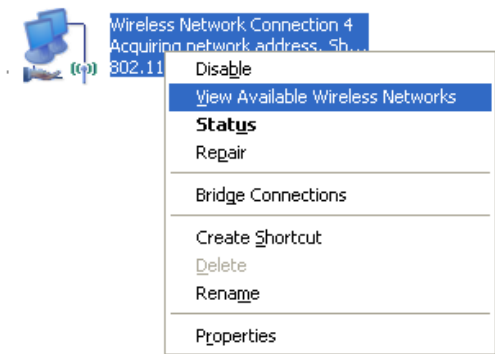 Wireless Network Connection 4
Acquiring network address, Sh...
802.11
Disable
View Available Wireless Networks
Status
Repair
Bridge Connections
Create Shortcut
Delete
Rename
Properties